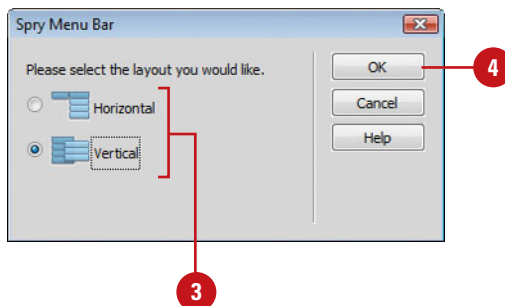 Spry Menu Bar
Please select the layout you would like.
Horizontal
Vertical
OK
Cancel
Help
4
3